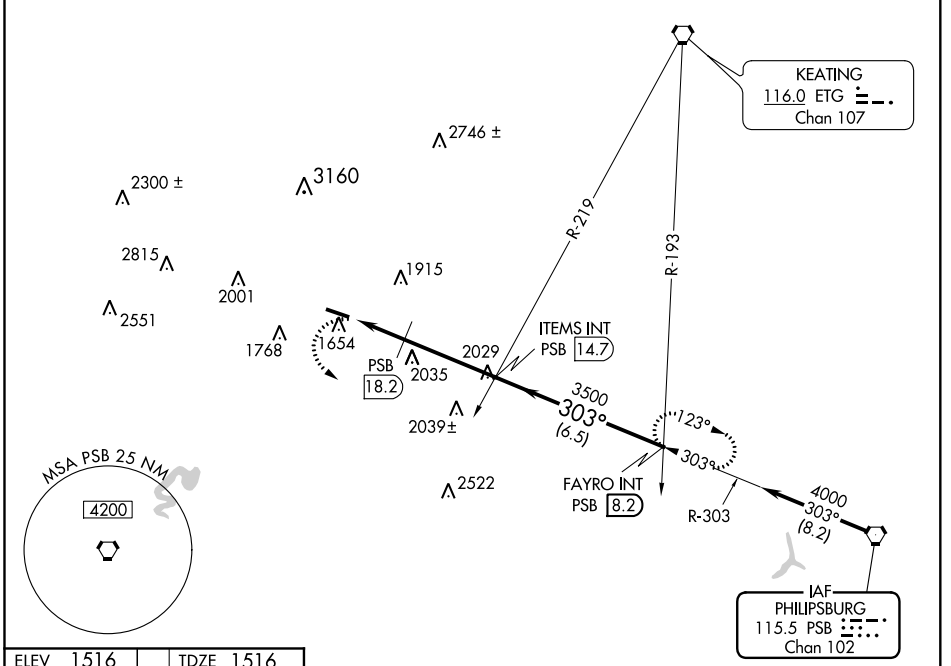 KEATING
116.0 ETG
Chan 107
2746 ±
3160
2300 ±
R-219
R-193
2815
2001
1915
2551
1768
1654
ITEMS INT
PSB 14.7
2029
PSB
18.2
2035
3500
303°
(6.5)
2039±
123°
303°
FAYRO INT
PSB 8.2
2522
R-303
4000
303°
(8.2)
MSA PSB 25 NM
4200
IAF
PHILIPSBURG
115.5 PSB
Chan 102
ELEV 1516 TDZE 1516